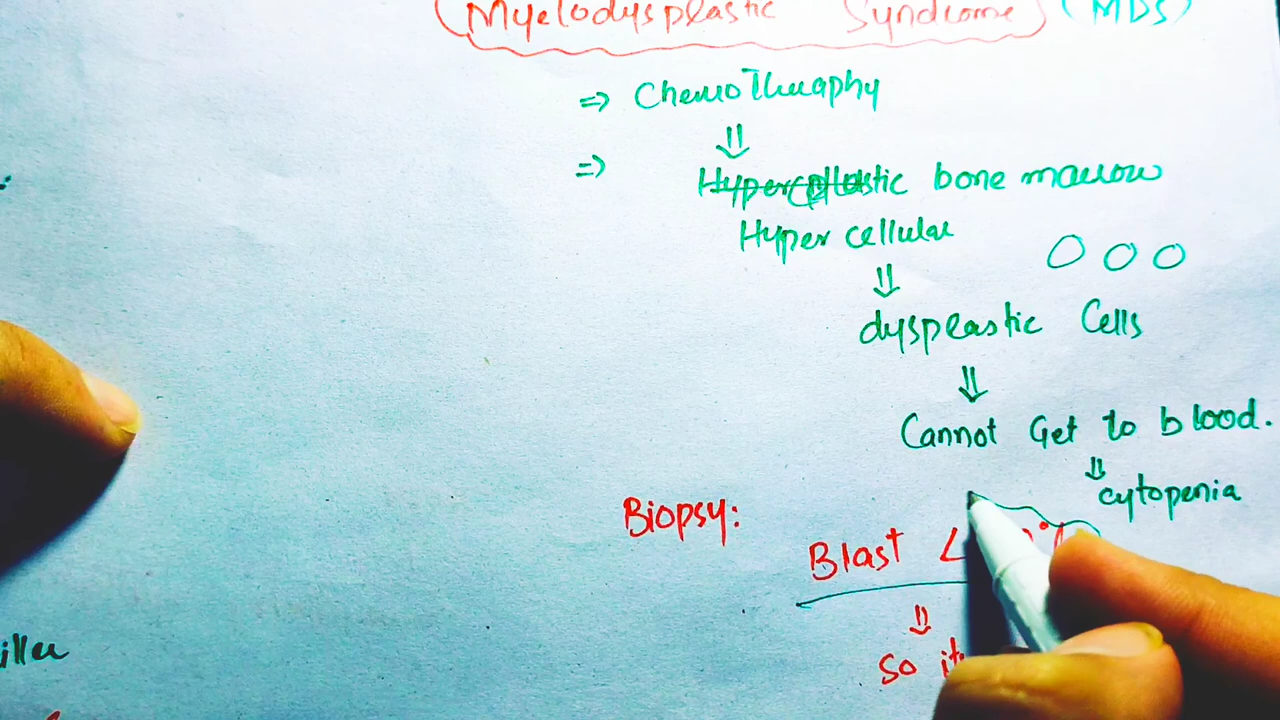 (Myelodysplastic Syndrome) (MDS)
⇒ Chemotheraphy
⇓
⇒ Hypercellastic bone marrow
Hyper cellular
⇓
dysplastic Cells
⇓
Cannot Get to blood.
⇓
cytopenia
Biopsy:
Blast <
⇓
So it